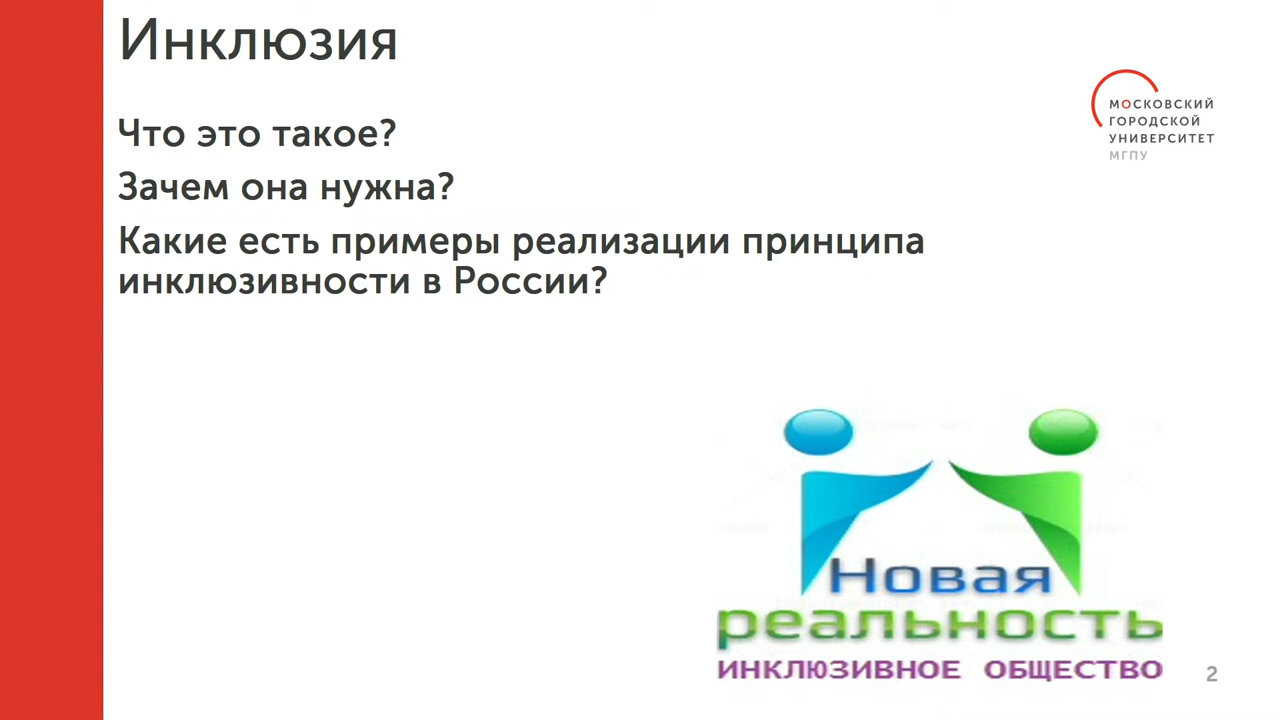 Инклюзия
МОСКОВСКИЙ
ГОРОДСКОЙ
УНИВЕРСИТЕТ
МГПУ
Что это такое?
Зачем она нужна?
Какие есть примеры реализации принципа
инклюзивности в России?
Новая
реальность
ИНКЛЮЗИВНОЕ ОБЩЕСТВО
2